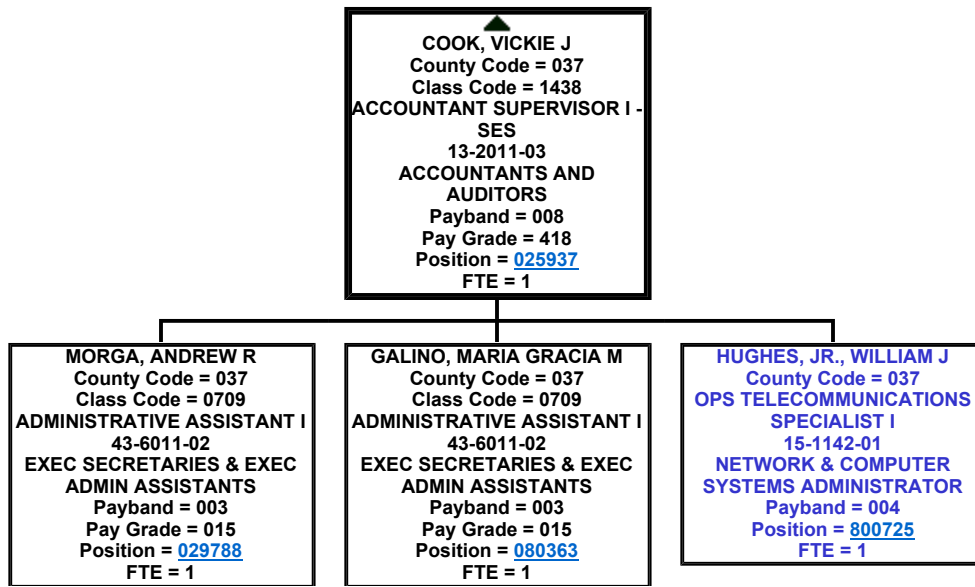 COOK, VICKIE J
County Code = 037
Class Code = 1438
ACCOUNTANT SUPERVISOR I -
SES
13-2011-03
ACCOUNTANTS AND
AUDITORS
Payband = 008
Pay Grade = 418
Position = 025937
FTE = 1
MORGA, ANDREW R
County Code = 037
Class Code = 0709
ADMINISTRATIVE ASSISTANT I
43-6011-02
EXEC SECRETARIES & EXEC
ADMIN ASSISTANTS
Payband = 003
Pay Grade = 015
Position = 029788
FTE = 1
GALINO, MARIA GRACIA M
County Code = 037
Class Code = 0709
ADMINISTRATIVE ASSISTANT I
43-6011-02
EXEC SECRETARIES & EXEC
ADMIN ASSISTANTS
Payband = 003
Pay Grade = 015
Position = 080363
FTE = 1
HUGHES, JR., WILLIAM J
County Code = 037
OPS TELECOMMUNICATIONS
SPECIALIST I
15-1142-01
NETWORK & COMPUTER
SYSTEMS ADMINISTRATOR
Payband = 004
Position = 800725
FTE = 1